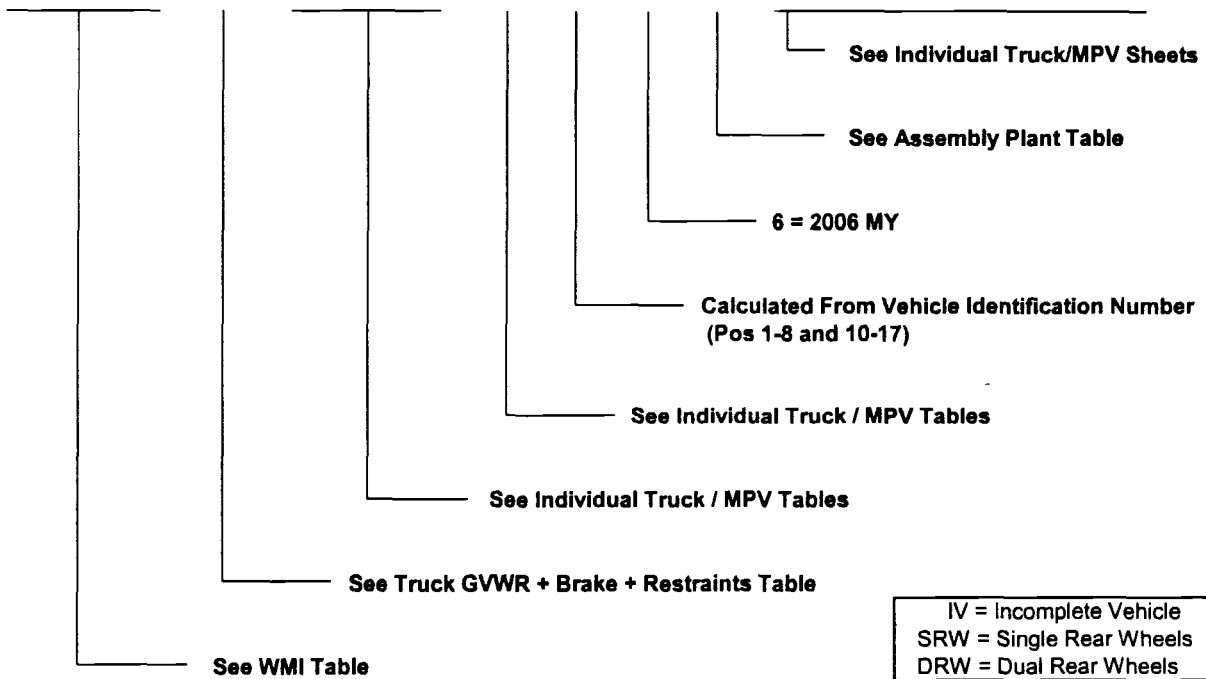 See Individual Truck/MPV Sheets
See Assembly Plant Table
6 = 2006 MY
Calculated From Vehicle Identification Number
(Pos 1-8 and 10-17)
See Individual Truck / MPV Tables
See Individual Truck / MPV Tables
See Truck GVWR + Brake + Restraints Table
See WMI Table
IV = Incomplete Vehicle
SRW = Single Rear Wheels
DRW = Dual Rear Wheels